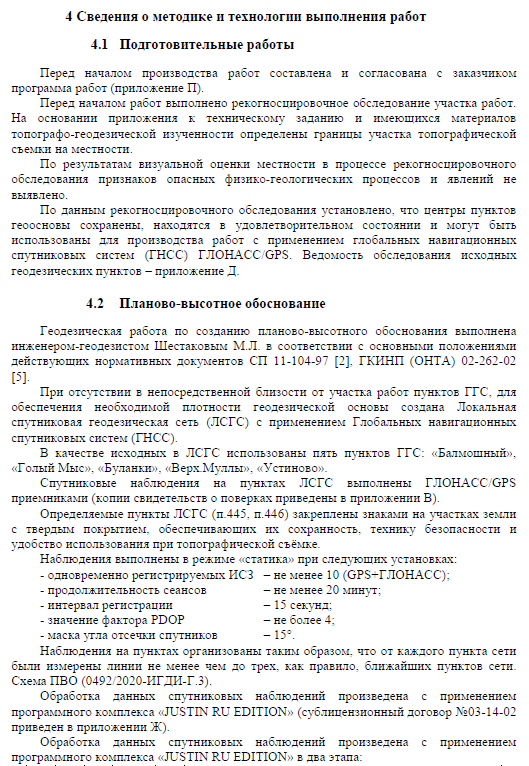 4 Сведения о методике и технологии выполнения работ
4.1 Подготовительные работы
Перед началом производства работ составлена и согласована с заказчиком
программа работ (приложение П).
Перед началом работ выполнено рекогносцировочное обследование участка работ.
На основании приложения к техническому заданию и имеющихся материалов
топографо-геодезической изученности определены границы участка топографической
съемки на местности.
По результатам визуальной оценки местности в процессе рекогносцировочного
обследования признаков опасных физико-геологических процессов и явлений не
выявлено.
По данным рекогносцировочного обследования установлено, что центры пунктов
геоосновы сохранены, находятся в удовлетворительном состоянии и могут быть
использованы для производства работ с применением глобальных навигационных
спутниковых систем (ГНСС) ГЛОНАСС/GPS. Ведомость обследования исходных
геодезических пунктов – приложение Д.
4.2 Планово-высотное обоснование
Геодезическая работа по созданию планово-высотного обоснования выполнена
инженером-геодезистом Шестаковым М.Л. в соответствии с основными положениями
действующих нормативных документов СП 11-104-97 [2], ГКИНП (ОНТА) 02-262-02
[5].
При отсутствии в непосредственной близости от участка работ пунктов ГГС, для
обеспечения необходимой плотности геодезической основы создана Локальная
спутниковая геодезическая сеть (ЛСГС) с применением Глобальных навигационных
спутниковых систем (ГНСС).
В качестве исходных в ЛСГС использованы пять пунктов ГГС: «Балмошный»,
«Голый Мыс», «Буланки», «Верх.Муллы», «Устиново».
Спутниковые наблюдения на пунктах ЛСГС выполнены ГЛОНАСС/GPS
приемниками (копии свидетельств о поверках приведены в приложении В).
Определяемые пункты ЛСГС (п.445, п.446) закреплены знаками на участках земли
с твердым покрытием, обеспечивающих их сохранность, технику безопасности и
удобство использования при топографической съёмке.
Наблюдения выполнены в режиме «статика» при следующих установках:
- одновременно регистрируемых ИСЗ – не менее 10 (GPS+ГЛОНАСС);
- продолжительность сеансов – не менее 20 минут;
- интервал регистрации – 15 секунд;
- значение фактора PDOP – не более 4;
- маска угла отсечки спутников – 15°.
Наблюдения на пунктах организованы таким образом, что от каждого пункта сети
были измерены линии не менее чем до трех, как правило, ближайших пунктов сети.
Схема ПВО (0492/2020-ИГДИ-Г.3).
Обработка данных спутниковых наблюдений произведена с применением
программного комплекса «JUSTIN RU EDITION» (сублицензионный договор №03-14-02
приведен в приложении Ж).
Обработка данных спутниковых наблюдений произведена с применением
программного комплекса «JUSTIN RU EDITION» в два этапа: